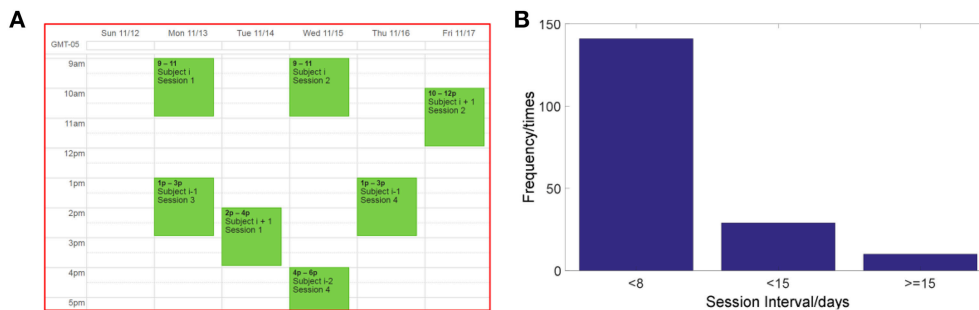 A
Sun 11/12 Mon 11/13 Tue 11/14 Wed 11/15 Thu 11/16 Fri 11/17
GMT-05
9am
10am
11am
12pm
1pm
2pm
3pm
4pm
5pm
9 – 11
Subject i
Session 1
1p – 3p
Subject i-1
Session 3
2p – 4p
Subject i + 1
Session 1
9 – 11
Subject i
Session 2
4p – 6p
Subject i-2
Session 4
1p – 3p
Subject i-1
Session 4
10 – 12p
Subject i + 1
Session 2
B
Frequency/times
150
100
50
0
<8 <15 >=15
Session Interval/days